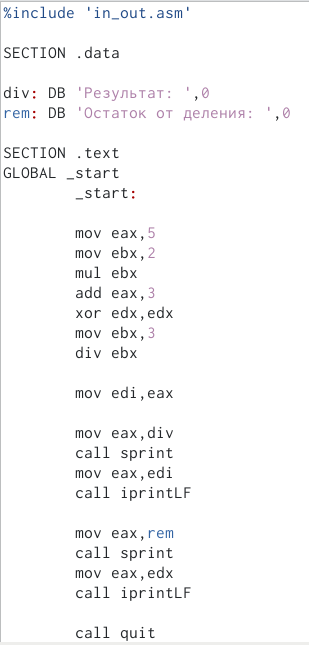 %include 'in_out.asm'
SECTION .data
div: DB 'Результат: ',0
rem: DB 'Остаток от деления: ',0
SECTION .text
GLOBAL _start
_start:
mov eax,5
mov ebx,2
mul ebx
add eax,3
xor edx,edx
mov ebx,3
div ebx
mov edi,eax
mov eax,div
call sprint
mov eax,edi
call iprintLF
mov eax,rem
call sprint
mov eax,edx
call iprintLF
call quit